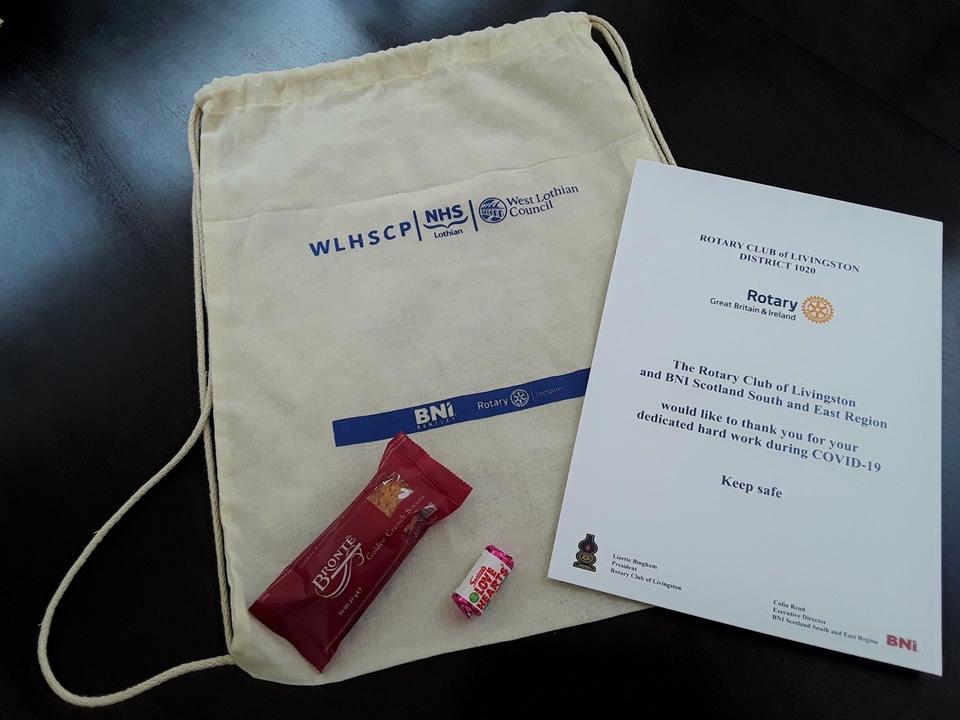 WLHSCP
NHS
Lothian
West Lothian
Council
BNI
Rotary
Livingston
BRONTË
Golden Crunch Biscuits
Swizzels
LOVE
HEARTS
ROTARY CLUB of LIVINGSTON
DISTRICT 1020
Rotary
Great Britain & Ireland
The Rotary Club of Livingston
and BNI Scotland South and East Region
would like to thank you for your
dedicated hard work during COVID-19
Keep safe
Lizette Bingham
President
Rotary Club of Livingston
Colin Read
Executive Director
BNI Scotland South and East Region
BNI